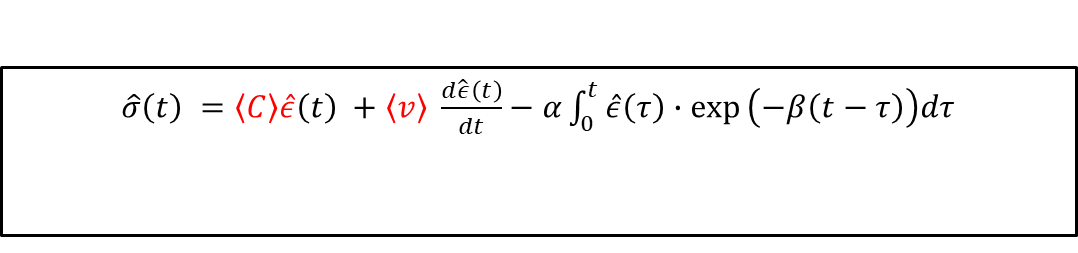 σ̂(t) = ⟨C⟩ϵ̂(t) + ⟨v⟩ dϵ̂(t)/dt − α ∫₀ᵗ ϵ̂(τ) · exp(−β(t − τ))dτ